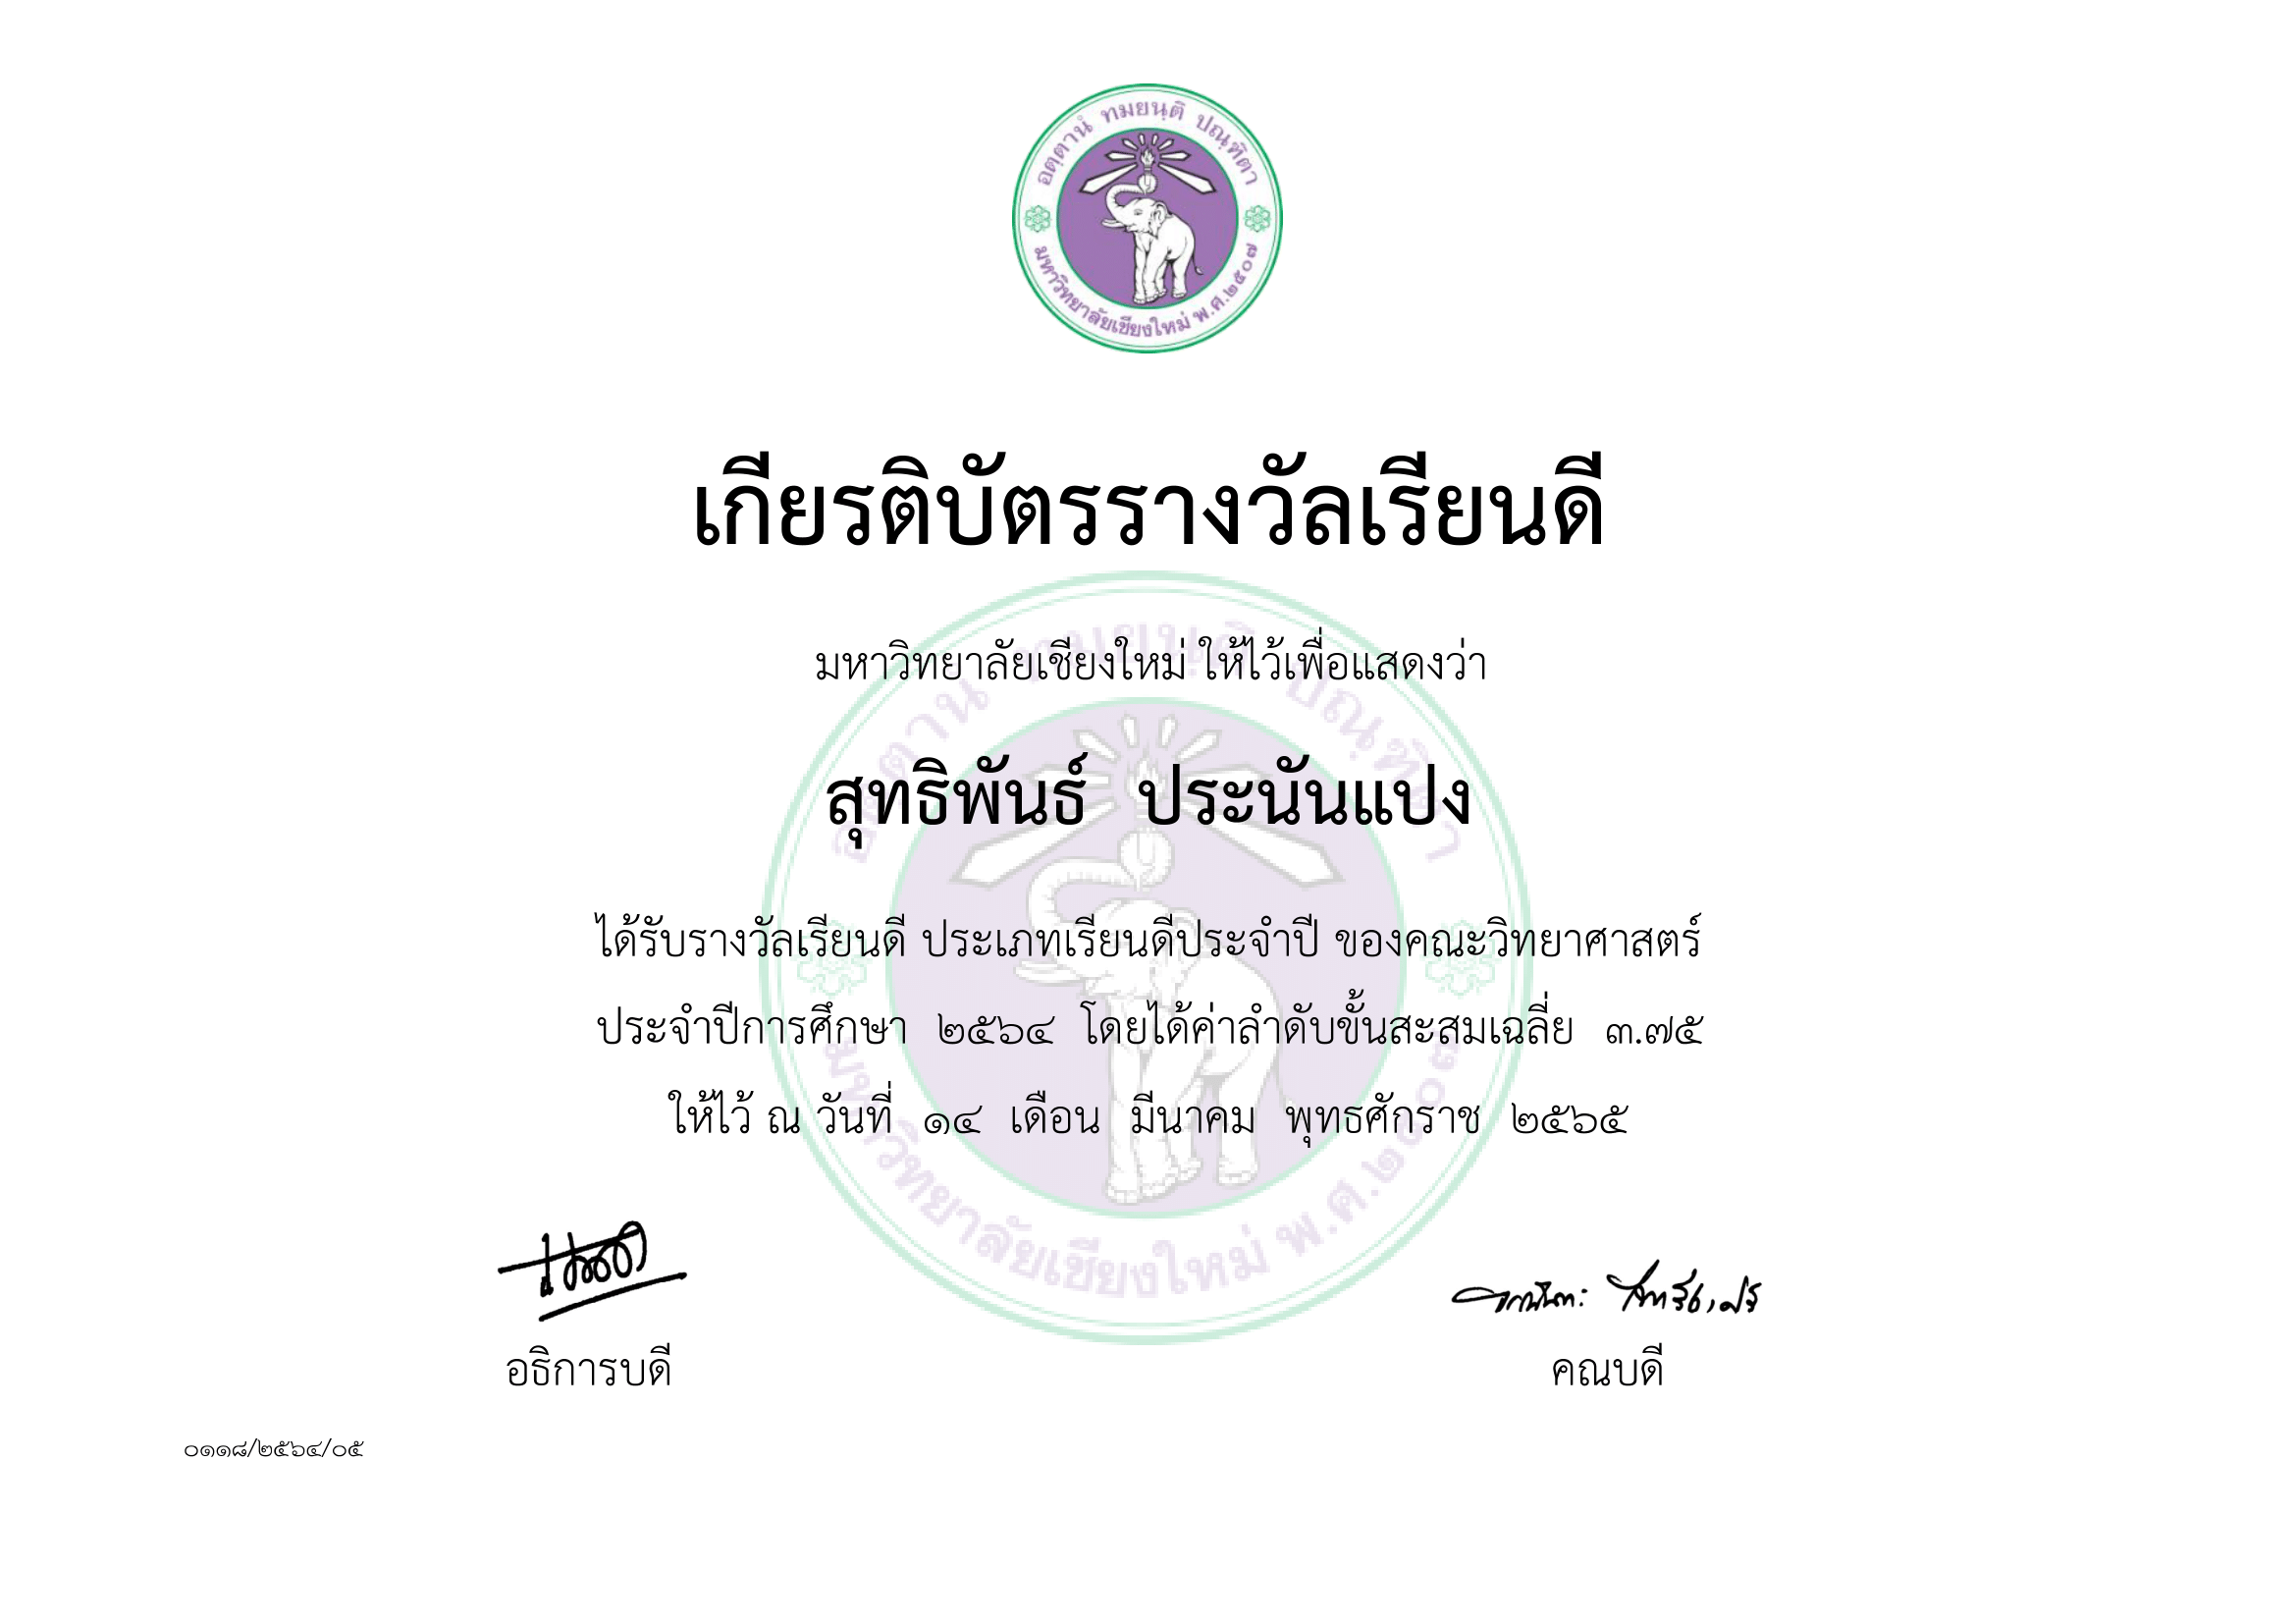 อตฺตานํ ทมยนฺติ ปณฺฑิตา
มหาวิทยาลัยเชียงใหม่ พ.ศ.๒๕๐๗
เกียรติบัตรรางวัลเรียนดี
มหาวิทยาลัยเชียงใหม่ ให้ไว้เพื่อแสดงว่า
สุทธิพันธ์ ประนันแปง
ได้รับรางวัลเรียนดี ประเภทเรียนดีประจำปี ของคณะวิทยาศาสตร์
ประจำปีการศึกษา ๒๕๖๔ โดยได้ค่าลำดับขั้นสะสมเฉลี่ย ๓.๗๕
ให้ไว้ ณ วันที่ ๑๔ เดือน มีนาคม พุทธศักราช ๒๕๖๕
อธิการบดี
คณบดี
๐๑๑๘/๒๕๖๔/๐๕